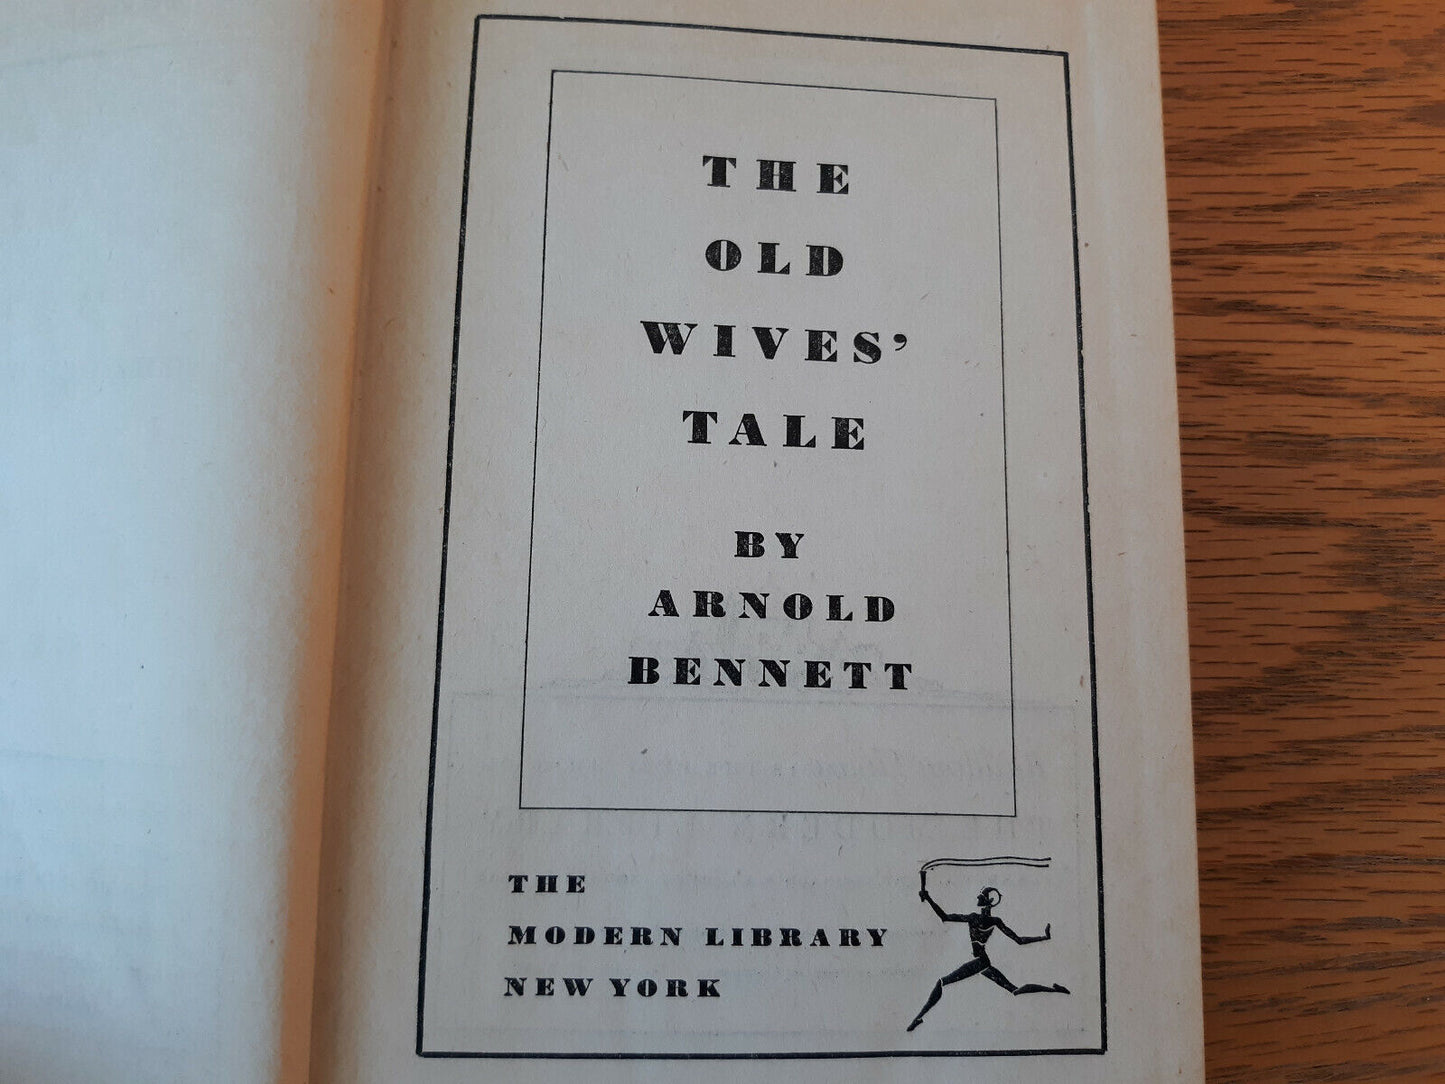 THE
OLD
WIVES'
TALE
BY
ARNOLD
BENNETT
THE
MODERN LIBRARY
NEW YORK